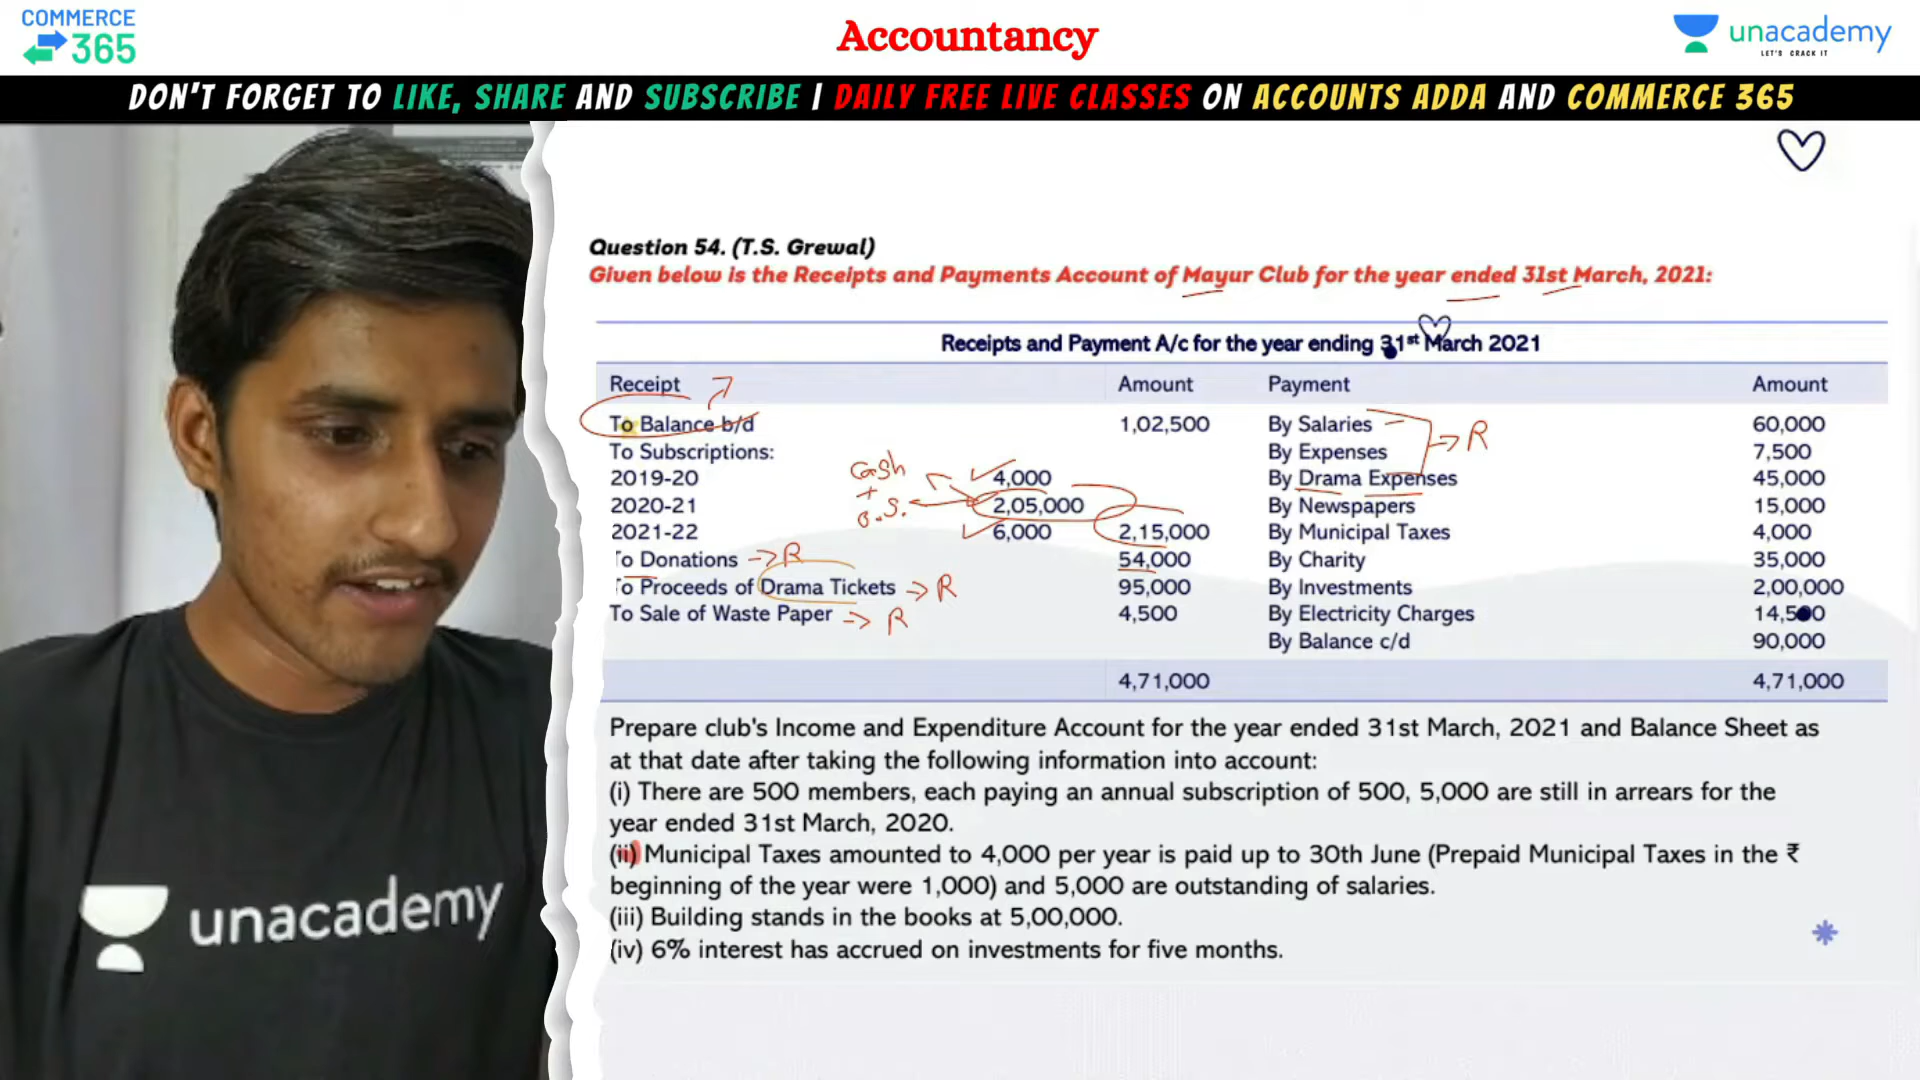 COMMERCE
365
Accountancy
unacademy
LET'S CRACK IT
DON'T FORGET TO LIKE, SHARE AND SUBSCRIBE | DAILY FREE LIVE CLASSES ON ACCOUNTS ADDA AND COMMERCE 365
Question 54. (T.S. Grewal)
Given below is the Receipts and Payments Account of Mayur Club for the year ended 31st March, 2021:
Receipts and Payment A/c for the year ending 31st March 2021
Receipt Amount Payment Amount
To Balance b/d 1,02,500 By Salaries 60,000
To Subscriptions: By Expenses 7,500
2019-20 4,000 By Drama Expenses 45,000
2020-21 2,05,000 By Newspapers 15,000
2021-22 6,000 2,15,000 By Municipal Taxes 4,000
To Donations 54,000 By Charity 35,000
To Proceeds of Drama Tickets 95,000 By Investments 2,00,000
To Sale of Waste Paper 4,500 By Electricity Charges 14,500
By Balance c/d 90,000
4,71,000 4,71,000
Cash
+
O.S.
R
R
R
R
Prepare club's Income and Expenditure Account for the year ended 31st March, 2021 and Balance Sheet as
at that date after taking the following information into account:
(i) There are 500 members, each paying an annual subscription of 500, 5,000 are still in arrears for the
year ended 31st March, 2020.
(ii) Municipal Taxes amounted to 4,000 per year is paid up to 30th June (Prepaid Municipal Taxes in the ₹
beginning of the year were 1,000) and 5,000 are outstanding of salaries.
(iii) Building stands in the books at 5,00,000.
(iv) 6% interest has accrued on investments for five months.
unacademy